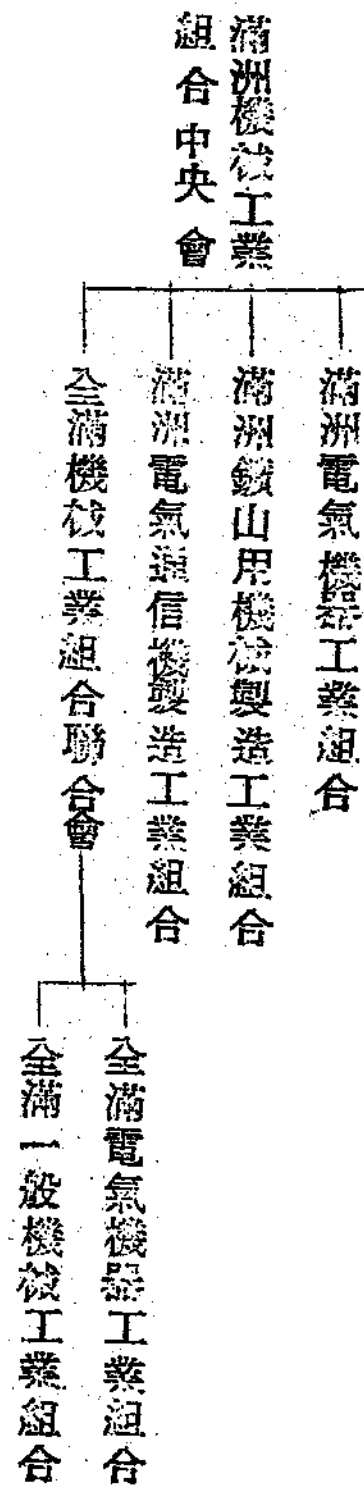 滿洲機械工業
組合中央會
滿洲電氣機器工業組合
滿洲鑛山用機械製造工業組合
滿洲電氣通信機製造工業組合
全滿機械工業組合聯合會
全滿電氣機器工業組合
全滿一般機械工業組合